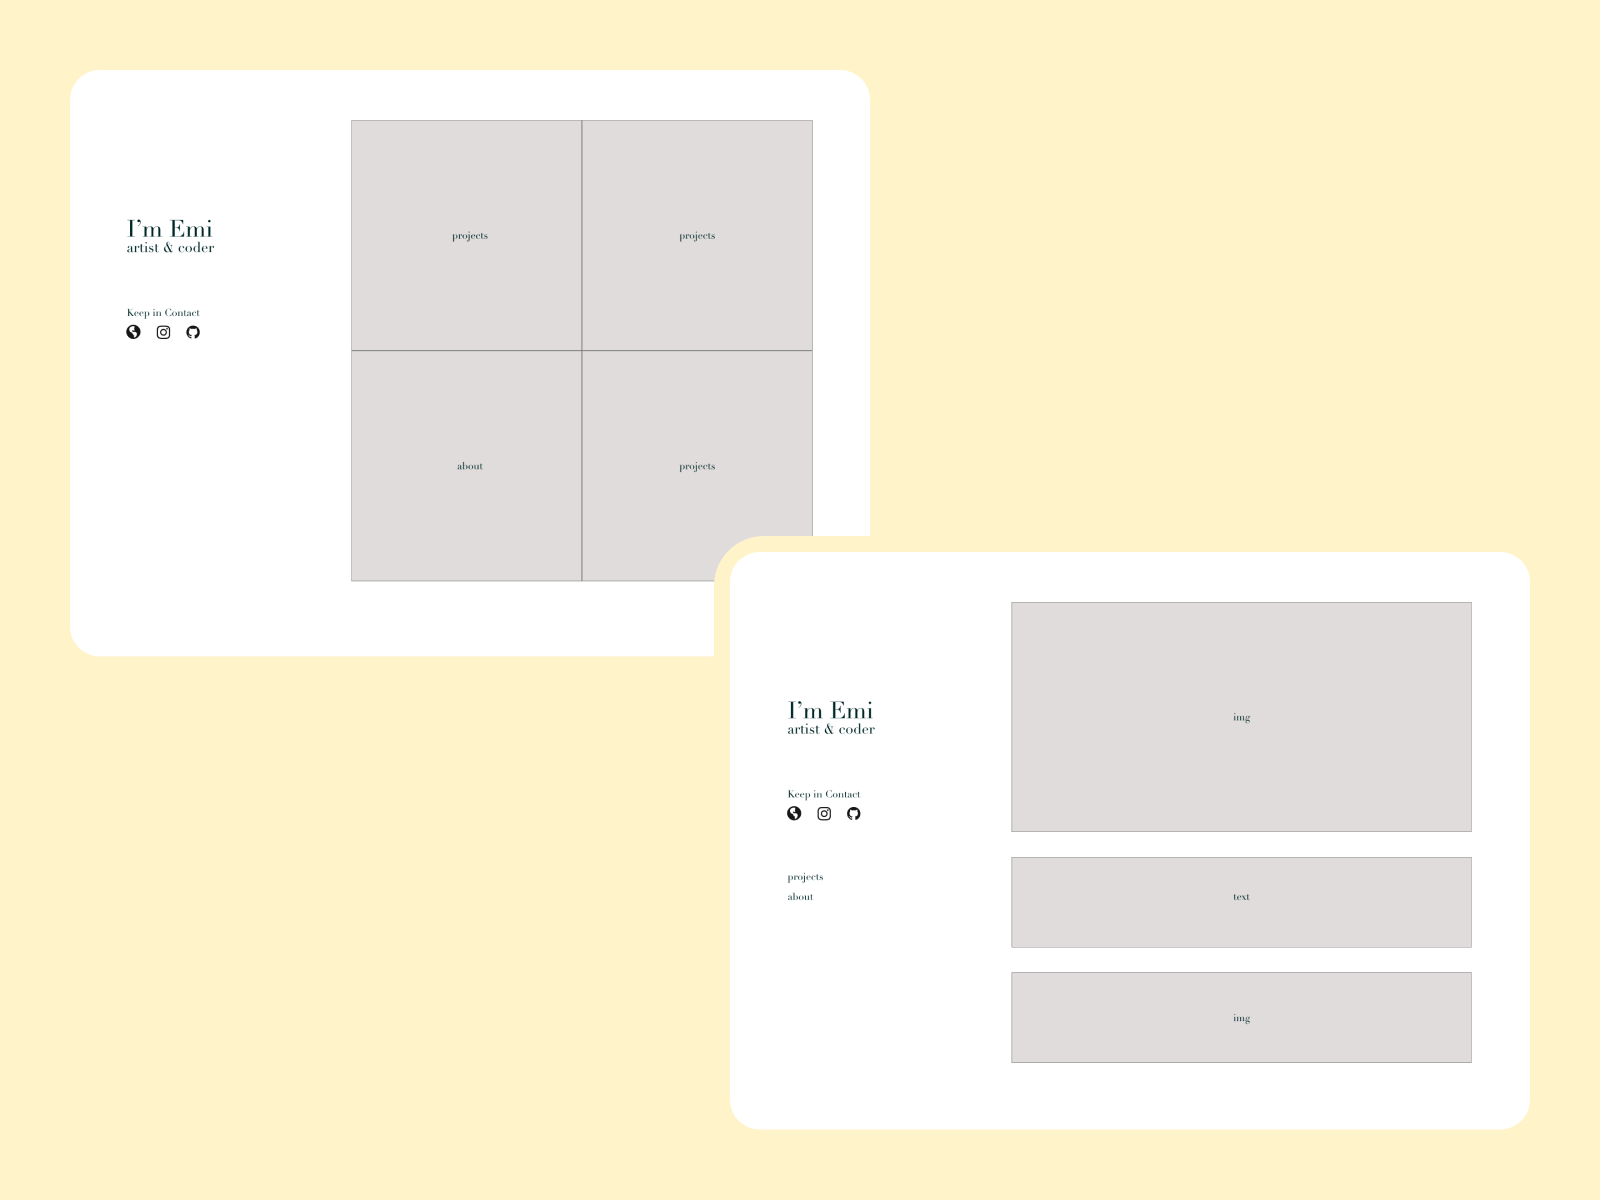 I’m Emi
artist & coder
Keep in Contact
projects
projects
about
projects
I’m Emi
artist & coder
Keep in Contact
projects
about
img
text
img